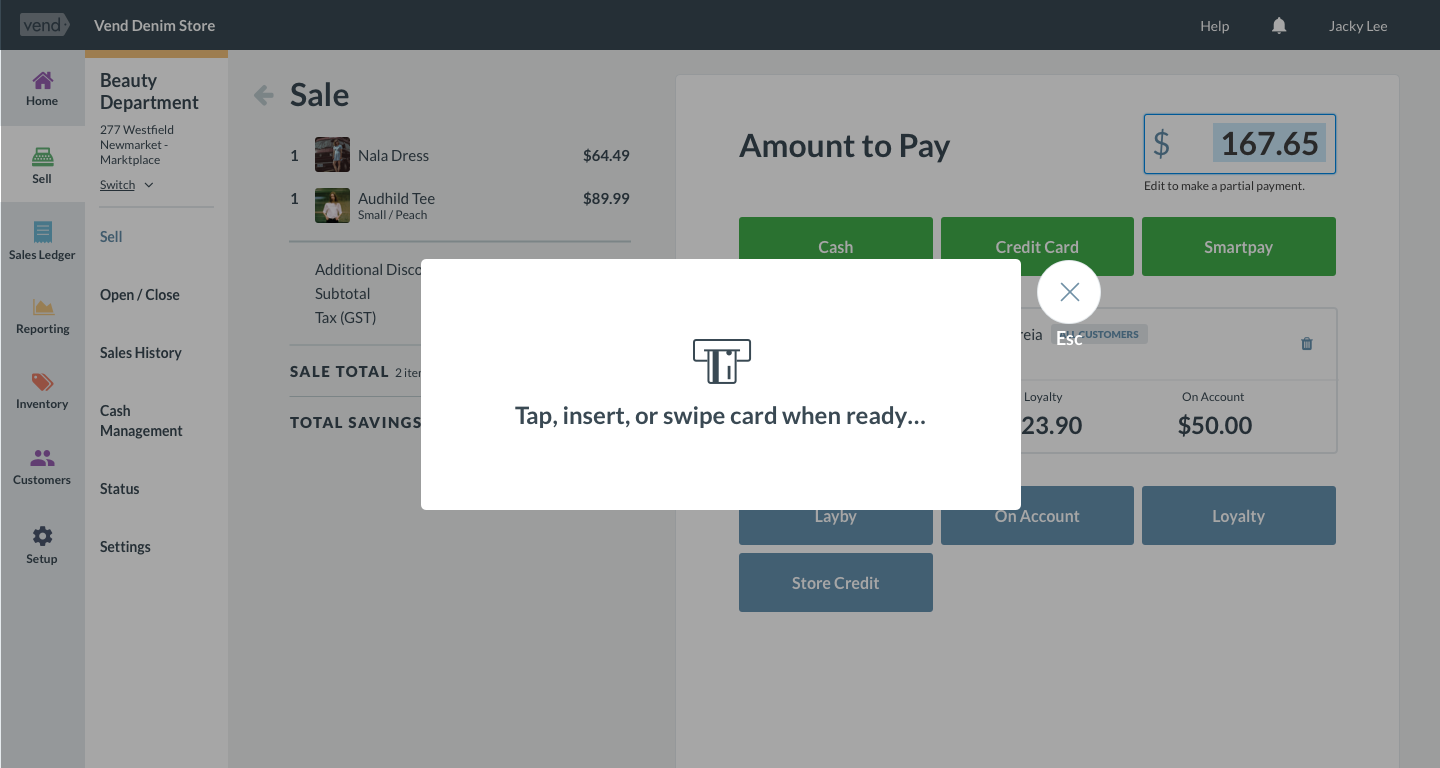 vend
Vend Denim Store
Help
Jacky Lee
Home
Sell
Sales Ledger
Reporting
Inventory
Customers
Setup
Beauty
Department
277 Westfield
Newmarket -
Marktplace
Switch
Sell
Open / Close
Sales History
Cash
Management
Status
Settings
Sale
1 Nala Dress $64.49
1 Audhild Tee $89.99
Small / Peach
Additional
Subtotal
Tax (GST)
SALE TOTAL 2
TOTAL SAVINGS
Amount to Pay
$ 167.65
Edit to make a partial payment.
Cash
Credit Card
Smartpay
Tap, insert, or swipe card when ready...
Esc
CUSTOMERS
Loyalty
23.90
On Account
$50.00
Layby
On Account
Loyalty
Store Credit